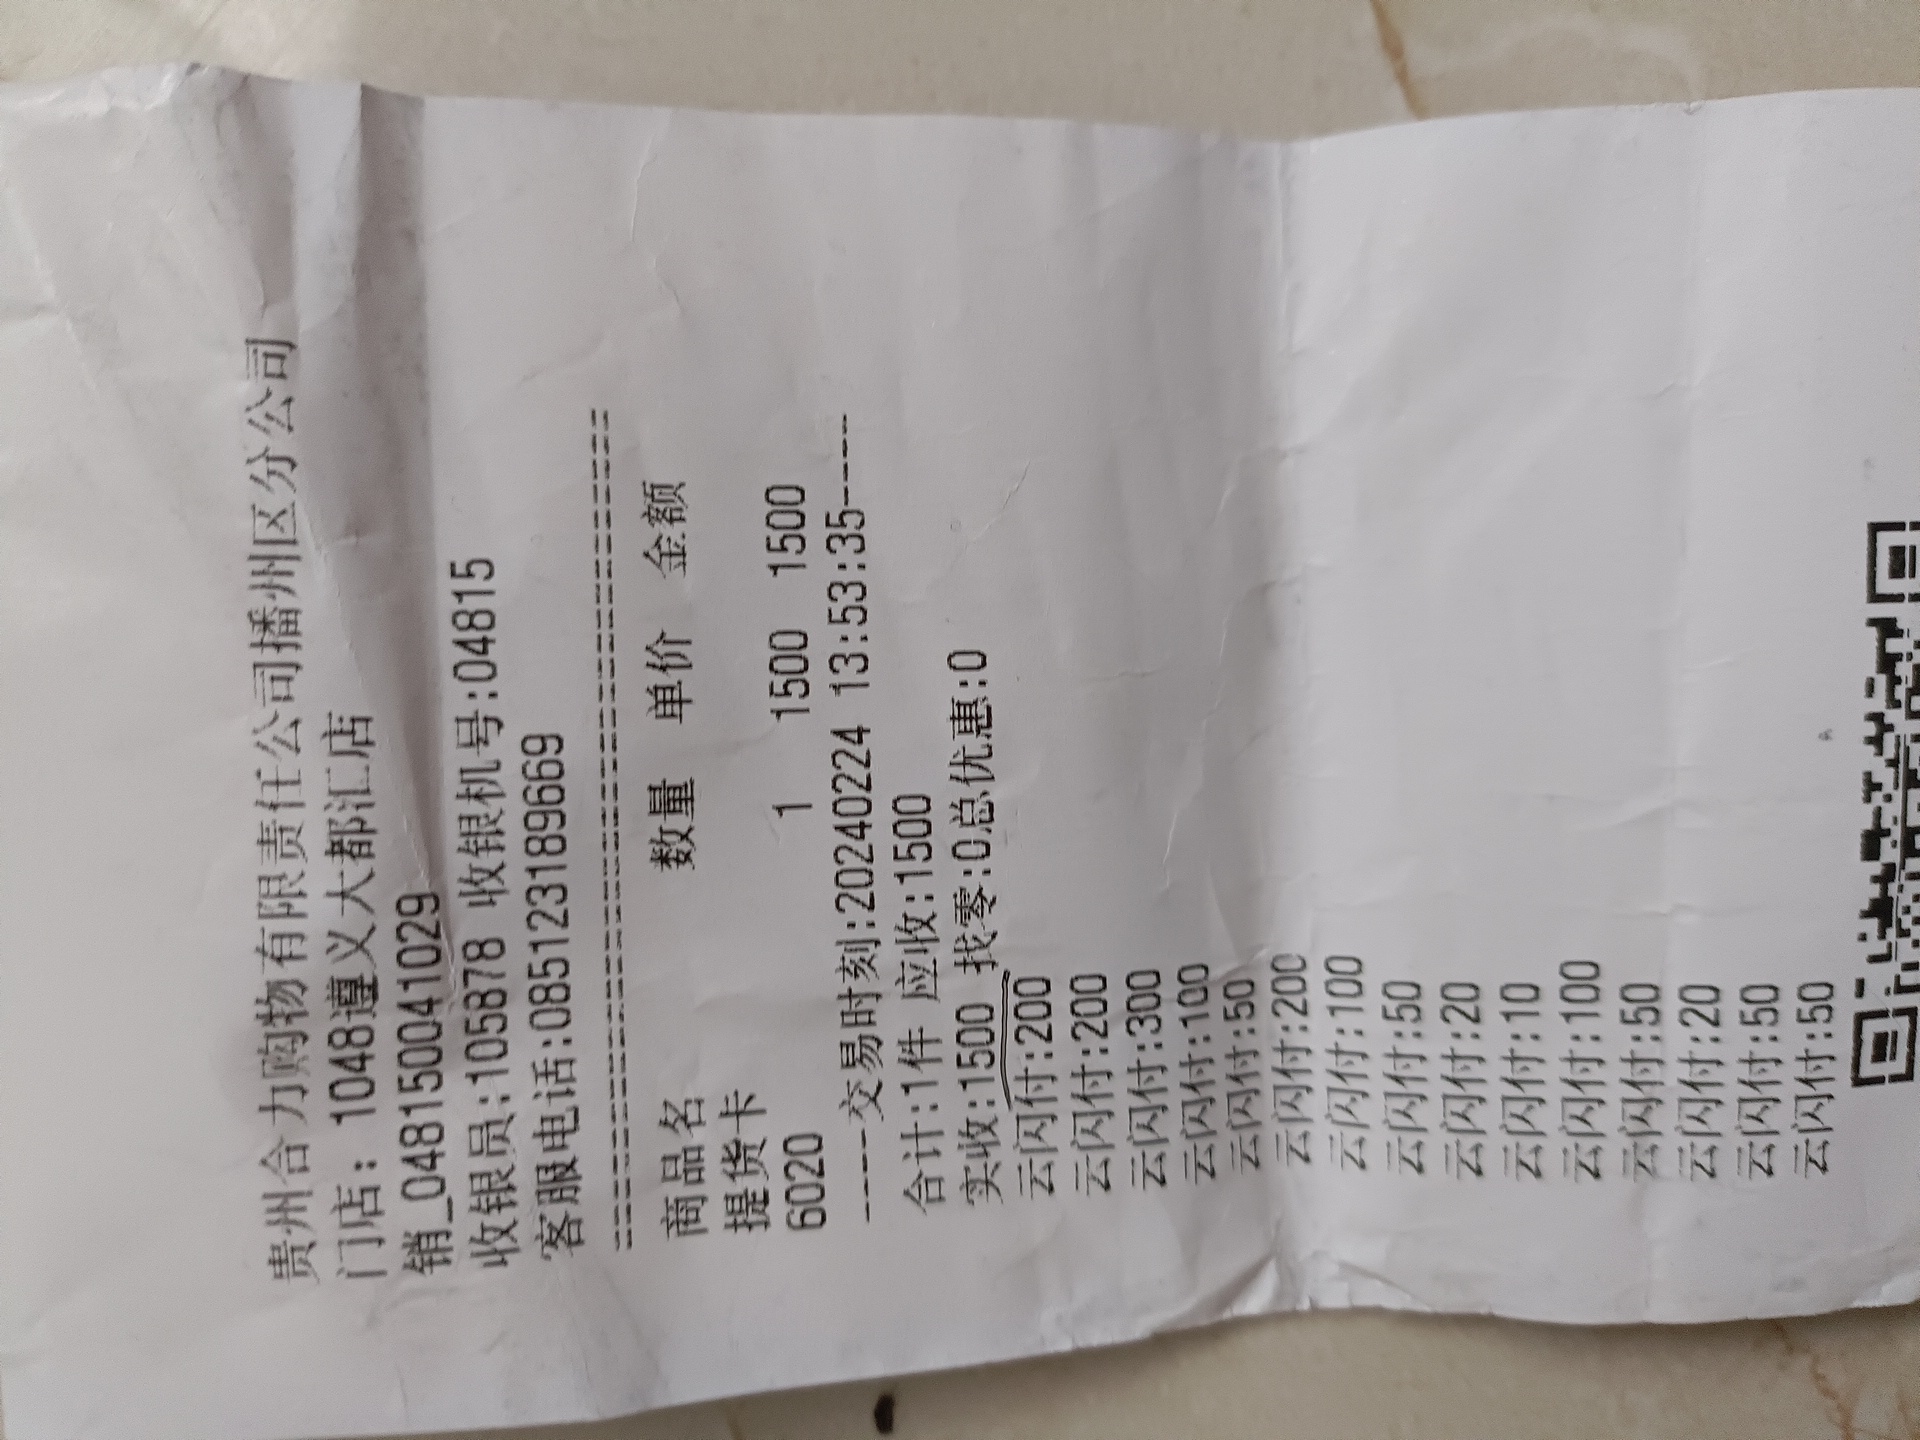 贵州合力购物有限责任公司播州区分公司
门店: 1048遵义大都汇店
销_048150041029
收银员:105878 收银机号:04815
客服电话:085123189669
================================
商品名 数量 单价 金额
提货卡
6020 1 1500 1500
-----交易时刻:20240224 13:53:35----
合计:1件 应收:1500
实收:1500 找零:0总优惠:0
云闪付:200
云闪付:200
云闪付:300
云闪付:100
云闪付:50
云闪付:200
云闪付:100
云闪付:50
云闪付:20
云闪付:10
云闪付:100
云闪付:50
云闪付:20
云闪付:50
云闪付:50